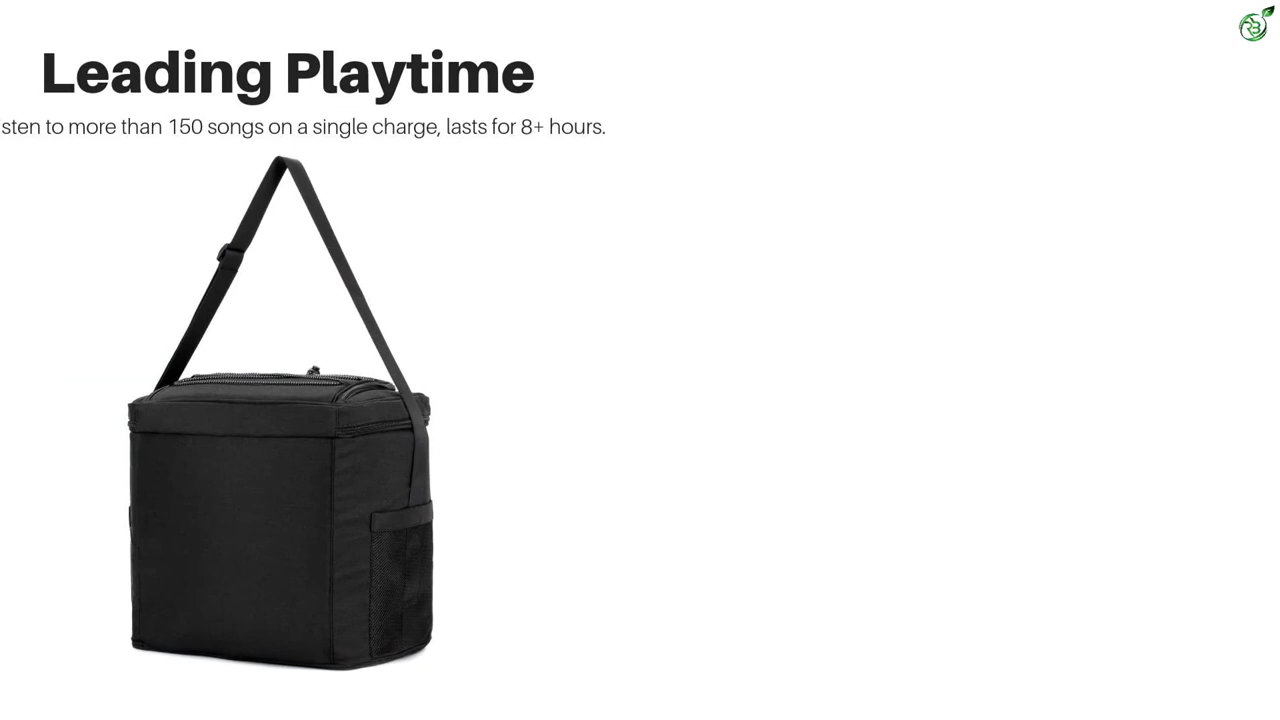 Leading Playtime
sten to more than 150 songs on a single charge, lasts for 8+ hours.